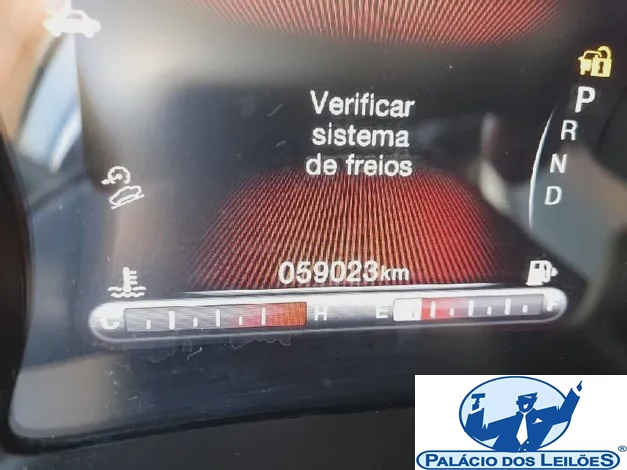 Verificar
sistema
de freios
P
R
N
D
059023km
C H E F
PALÁCIO DOS LEILÕES®